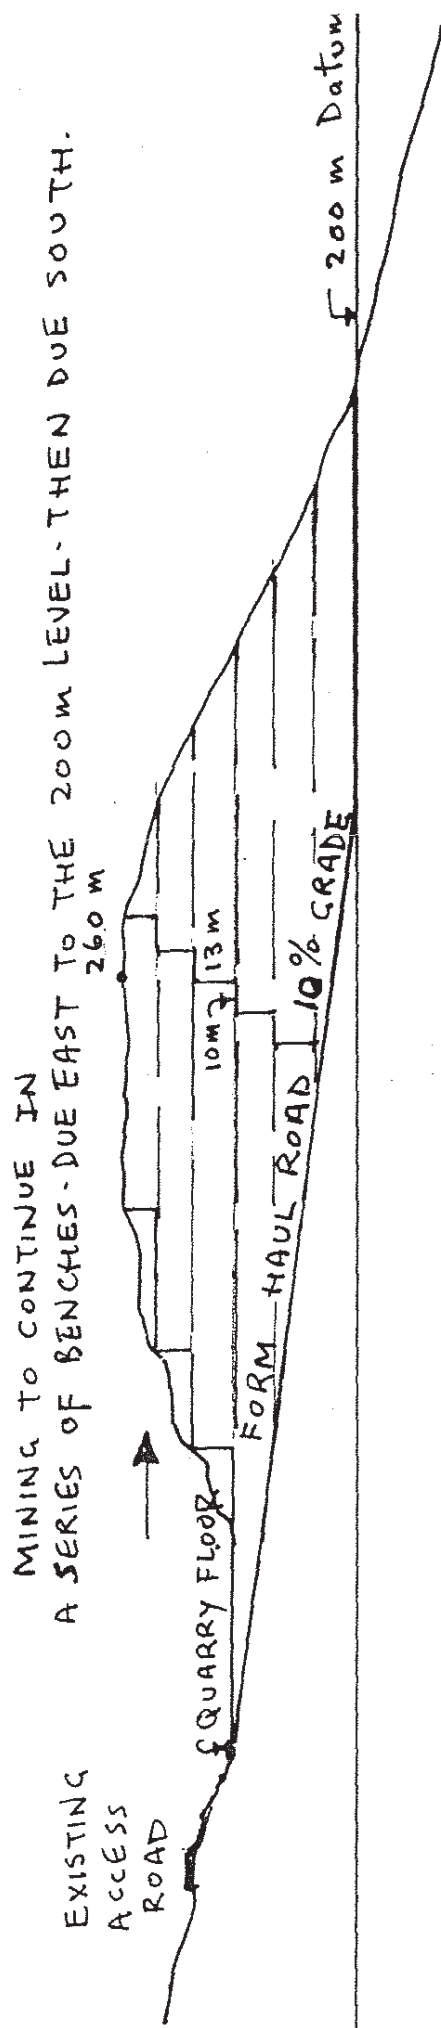 MINING TO CONTINUE IN
A SERIES OF BENCHES - DUE EAST TO THE 200m LEVEL - THEN DUE SOUTH.
260 m
EXISTING
ACCESS
ROAD
QUARRY FLOOR
10m
13 m
FORM HAUL ROAD 10% GRADE
200 m Datum